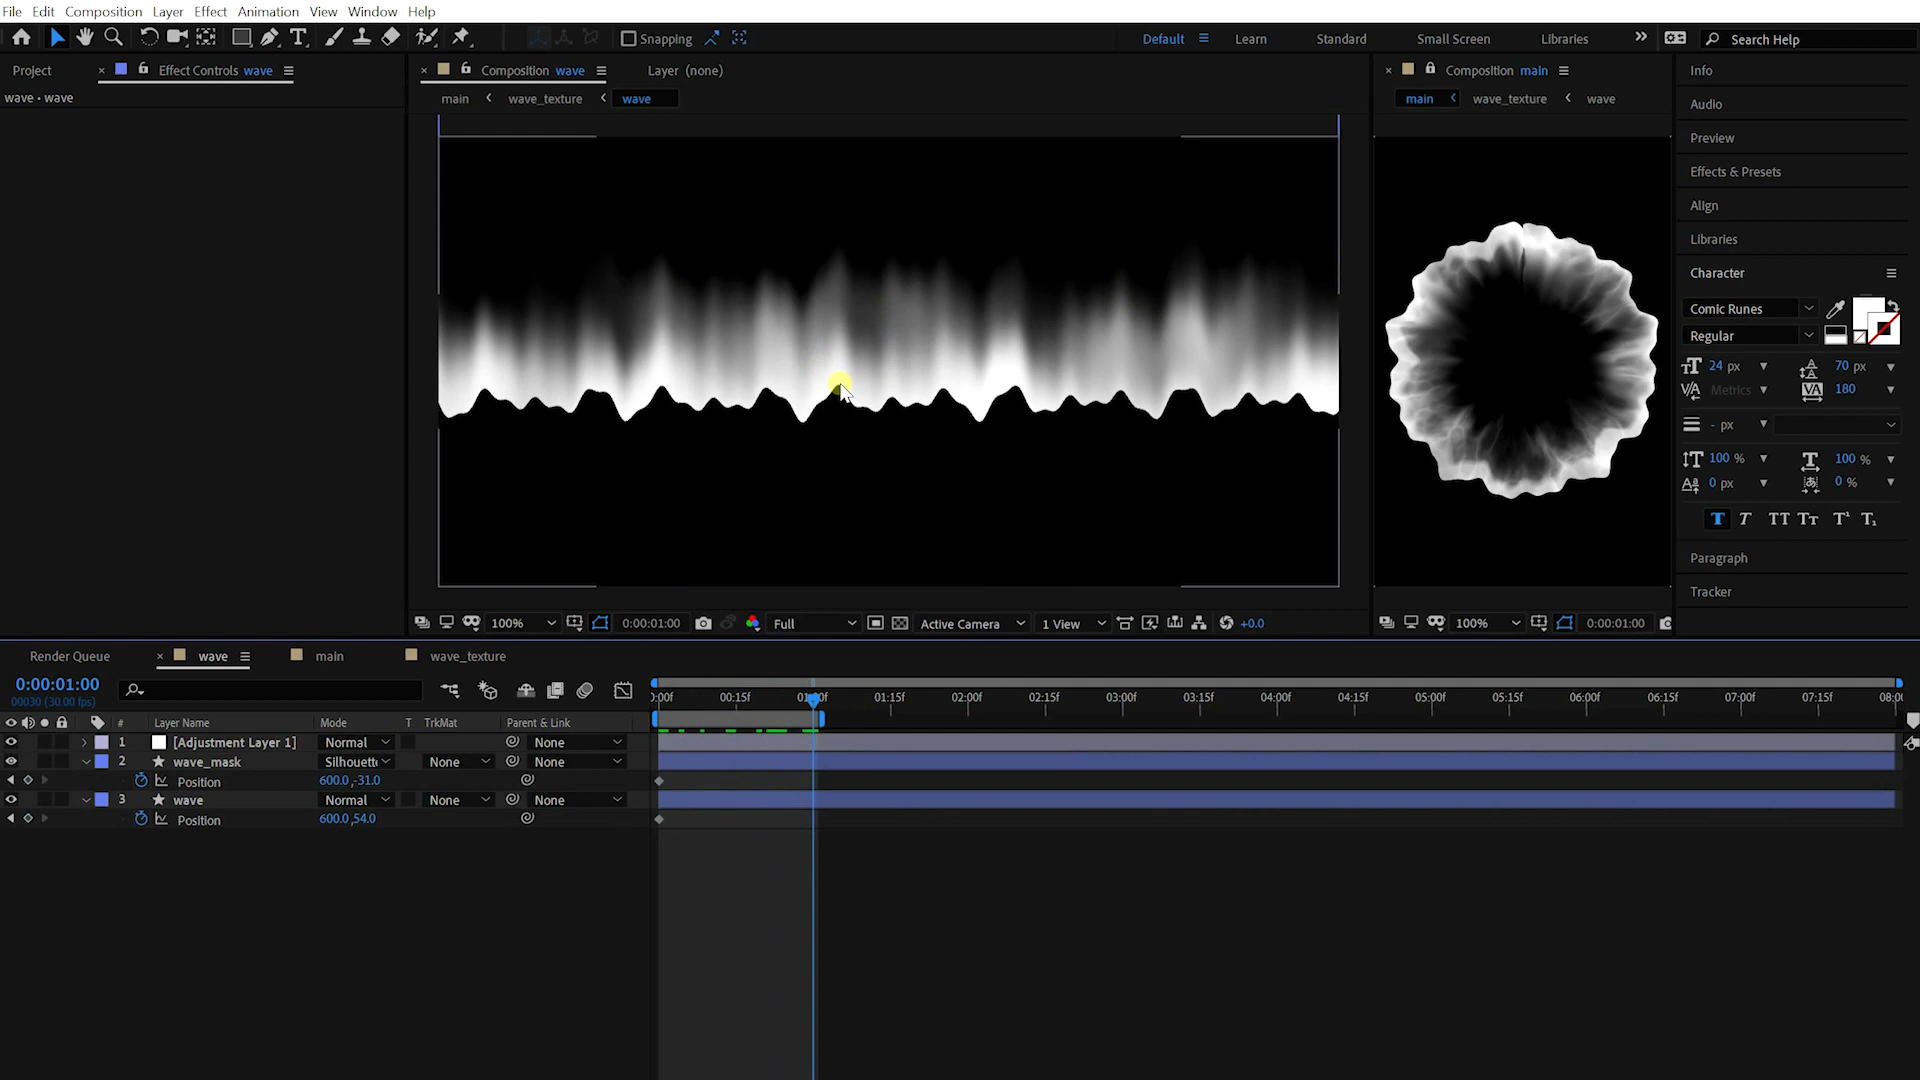 File Edit Composition Layer Effect Animation View Window Help
Snapping Default Learn Standard Small Screen Libraries Search Help
Project Effect Controls wave Composition wave Layer (none) Composition main Info
wave • wave main wave_texture wave main wave_texture wave
Audio
Preview
Effects & Presets
Align
Libraries
Character
Comic Runes
Regular
24 px 70 px
Metrics 180
- px
100 % 100 %
0 px 0 %
T T TT Tт T¹ T₁
Paragraph
Tracker
100% 0:00:01:00 Full Active Camera 1 View +0.0 100% 0:00:01:00
Render Queue wave main wave_texture
0:00:01:00
00030 (30.00 fps)
:00f 00:15f 01:00f 01:15f 02:00f 02:15f 03:00f 03:15f 04:00f 04:15f 05:00f 05:15f 06:00f 06:15f 07:00f 07:15f 08:00
# Layer Name Mode T TrkMat Parent & Link
1 [Adjustment Layer 1] Normal None
2 wave_mask Silhouett None None
Position 600.0,-31.0
3 wave Normal None None
Position 600.0,54.0